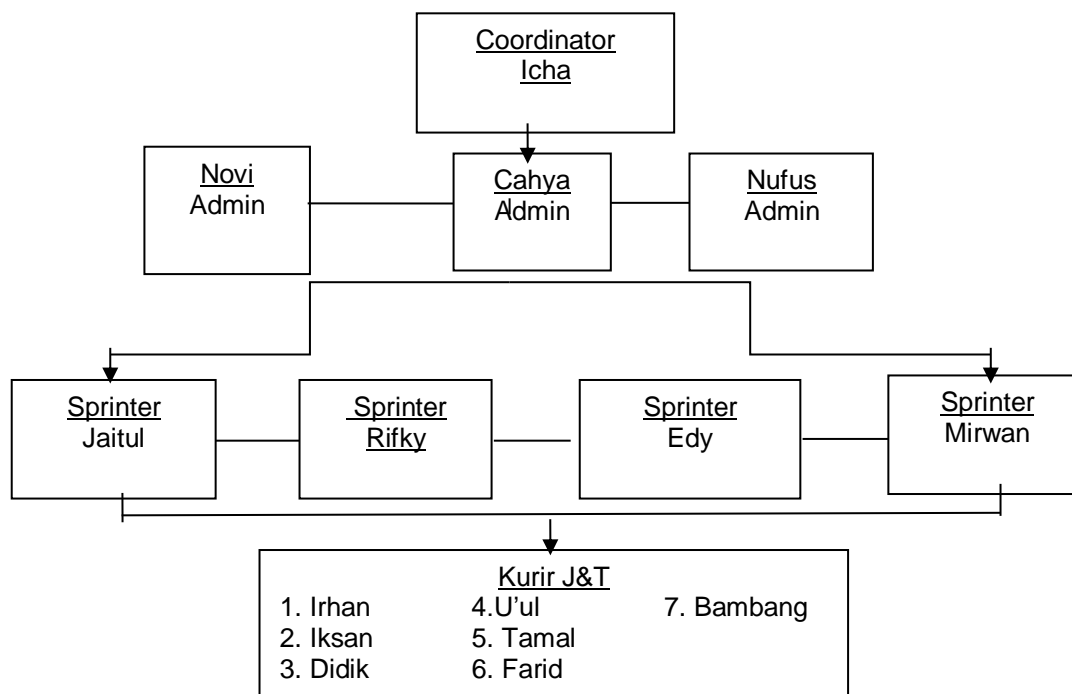 Coordinator
Icha
Novi
Admin
Cahya
Admin
Nufus
Admin
Sprinter
Jaitul
Sprinter
Rifky
Sprinter
Edy
Sprinter
Mirwan
Kurir J&T
1. Irhan 4.U’ul 7. Bambang
2. Iksan 5. Tamal
3. Didik 6. Farid